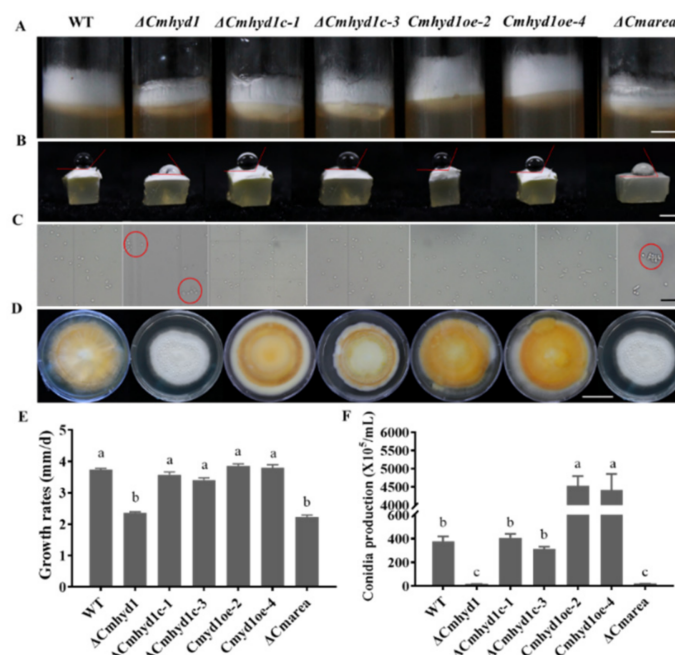 A WT ΔCmhyd1 ΔCmhyd1c-1 ΔCmhyd1c-3 Cmhyd1oe-2 Cmhyd1oe-4 ΔCmarea
B
C
D
E
Growth rates (mm/d)
5
4
3
2
1
0
a
b
a
a
a
a
b
WT
ΔCmhyd1
ΔCmhyd1c-1
ΔCmhyd1c-3
Cmyd1oe-2
Cmyd1oe-4
ΔCmarea
F
Conidia production (X10⁵/mL)
6000
5500
5000
4500
4000
600
400
200
0
b
c
b
b
a
a
c
WT
ΔCmhyd1
ΔCmhyd1c-1
ΔCmhyd1c-3
Cmhyd1oe-2
Cmhyd1oe-4
ΔCmarea